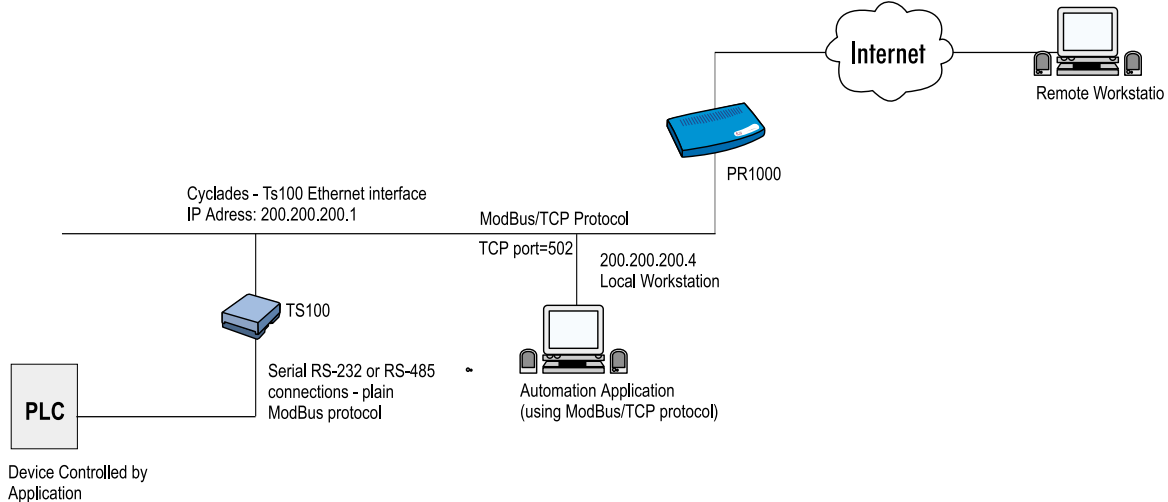 Internet
Remote Workstatio
PR1000
Cyclades - Ts100 Ethernet interface
IP Adress: 200.200.200.1
ModBus/TCP Protocol
TCP port=502
200.200.200.4
Local Workstation
TS100
Serial RS-232 or RS-485
connections - plain
ModBus protocol
Automation Application
(using ModBus/TCP protocol)
PLC
Device Controlled by
Application